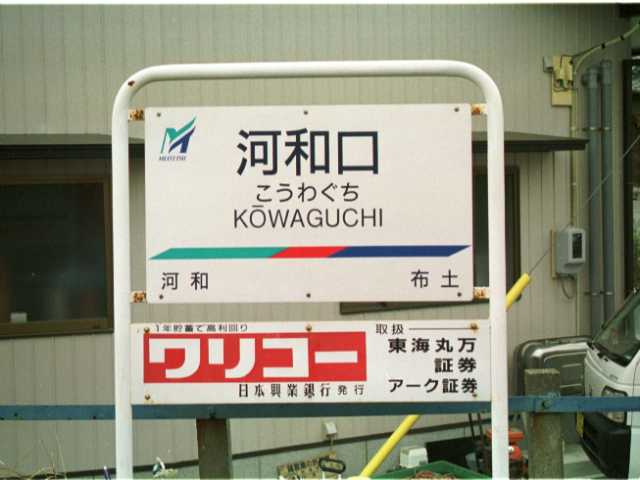 MEITETSU
河和口
こうわぐち
KŌWAGUCHI
河和
布土
1年貯蓄で高利回り
ワリコー
日本興業銀行 発行
取扱
東海丸万
証券
アーク証券